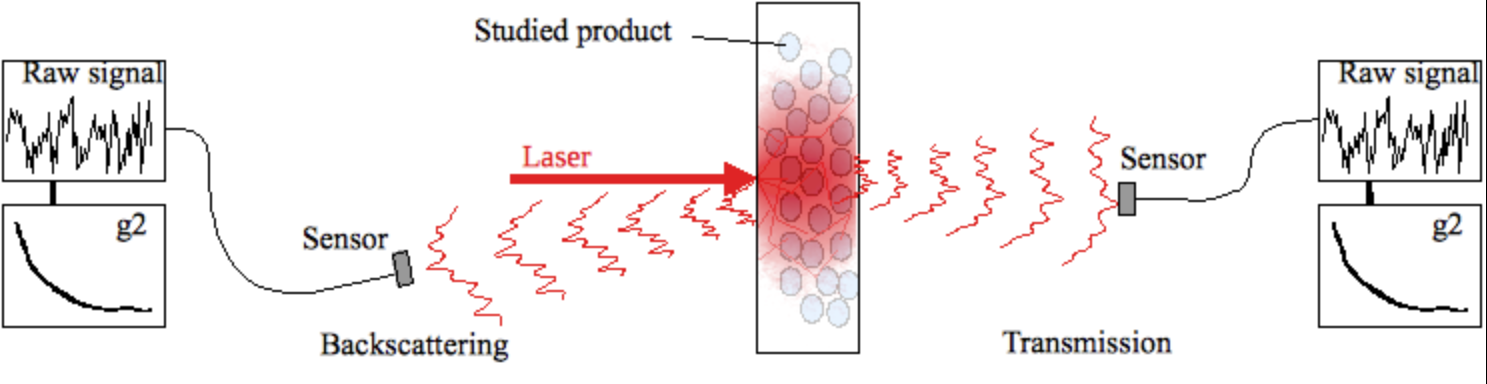 Studied product
Raw signal
Raw signal
Laser
Sensor
g2
Sensor
g2
Backscattering
Transmission